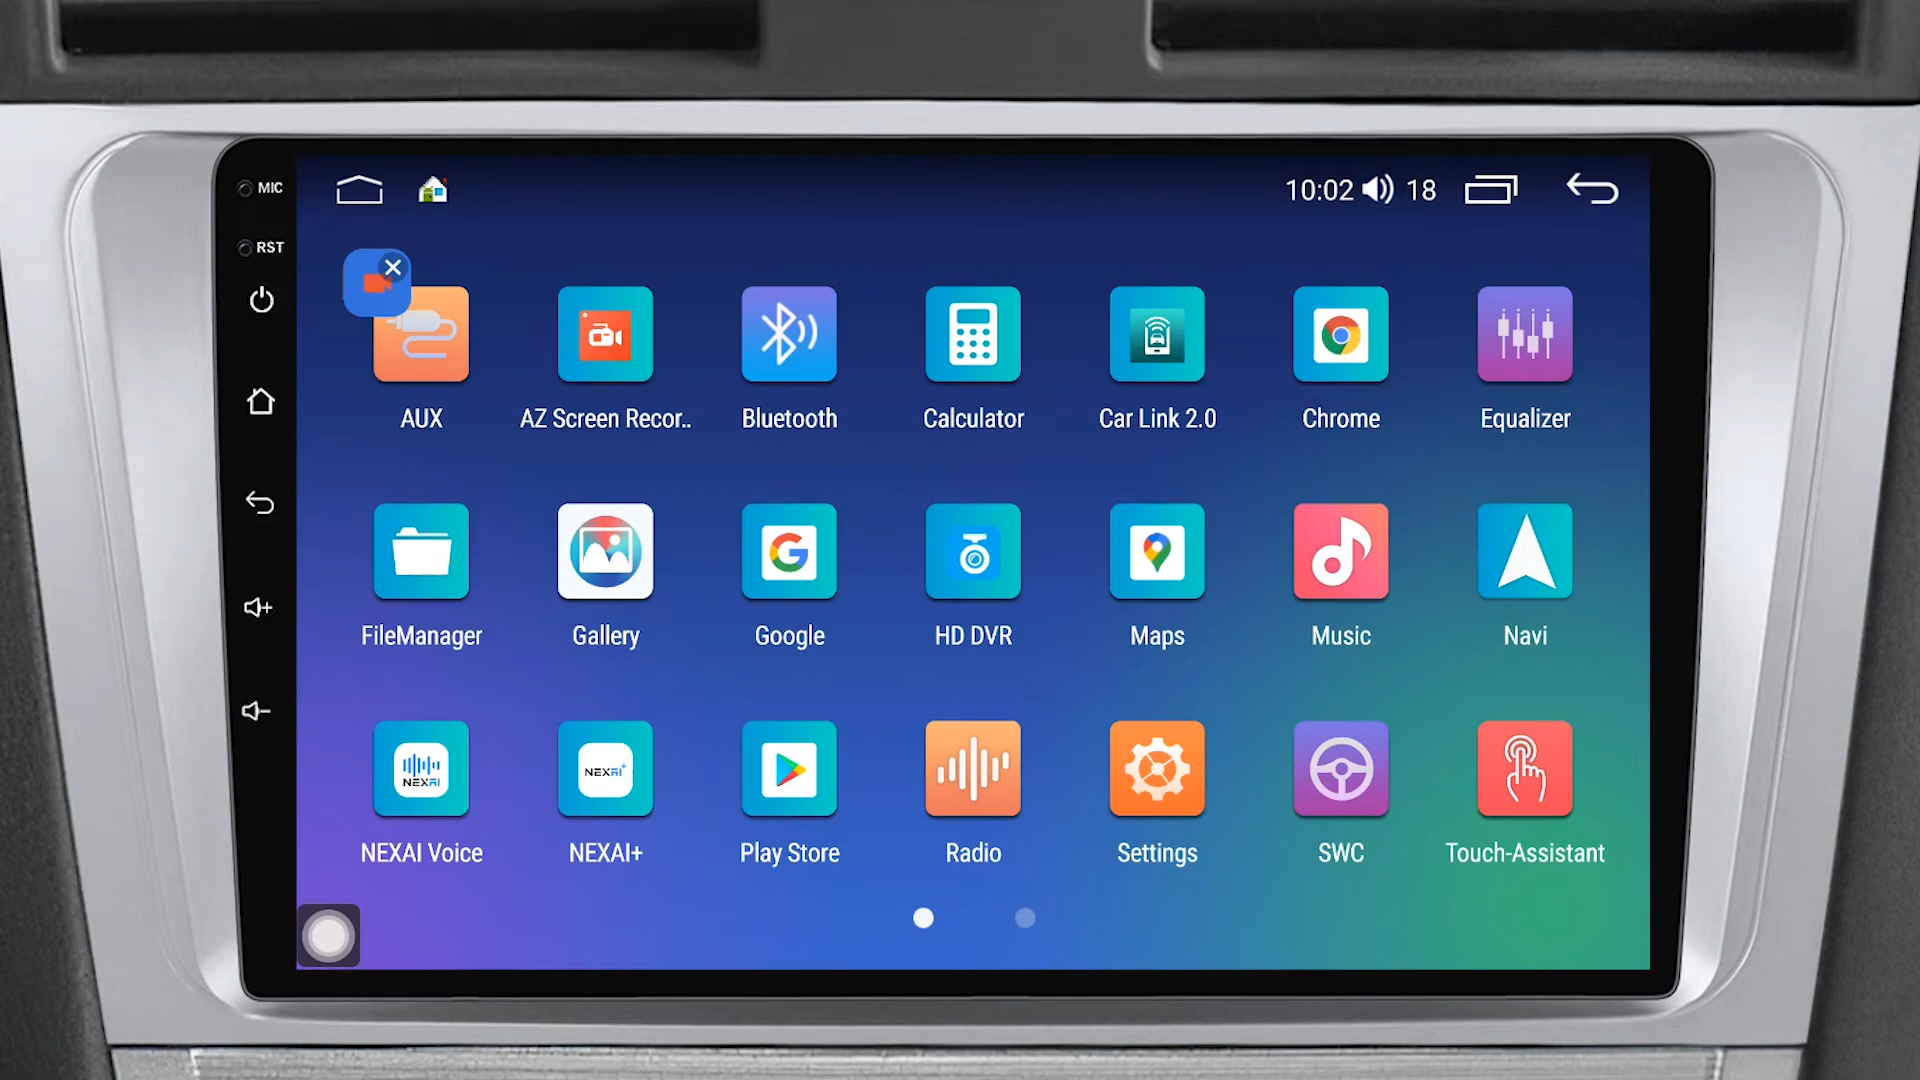 MIC
10:02 18
RST
AUX
AZ Screen Recor..
Bluetooth
Calculator
Car Link 2.0
Chrome
Equalizer
FileManager
Gallery
Google
HD DVR
Maps
Music
Navi
NEXAI
NEXAI+
NEXAI Voice
NEXAI+
Play Store
Radio
Settings
SWC
Touch-Assistant